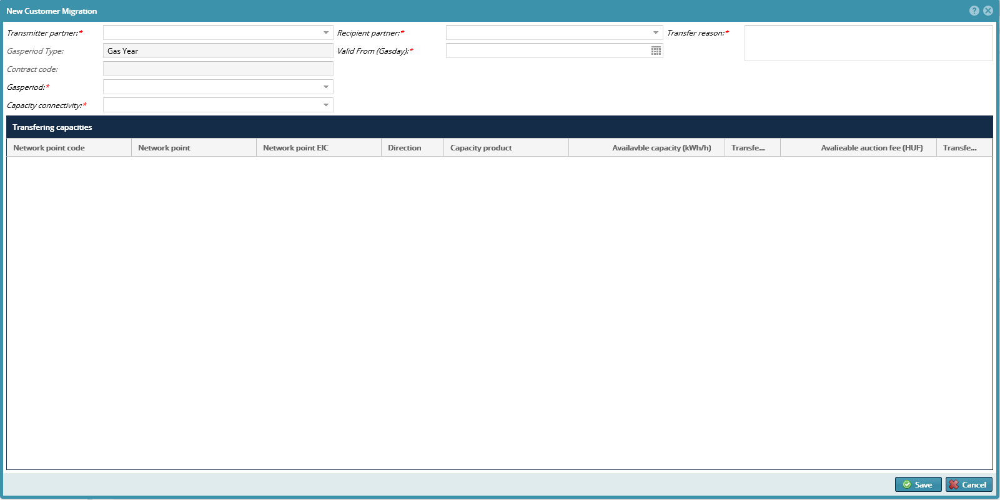 New Customer Migration
Transmitter partner:* Recipient partner:* Transfer reason:*
Gasperiod Type: Gas Year Valid From (Gasday):*
Contract code:
Gasperiod:*
Capacity connectivity:*
Transfering capacities
Network point code Network point Network point EIC Direction Capacity product Availavble capacity (kWh/h) Transfe... Avalieable auction fee (HUF) Transfe...
Save Cancel